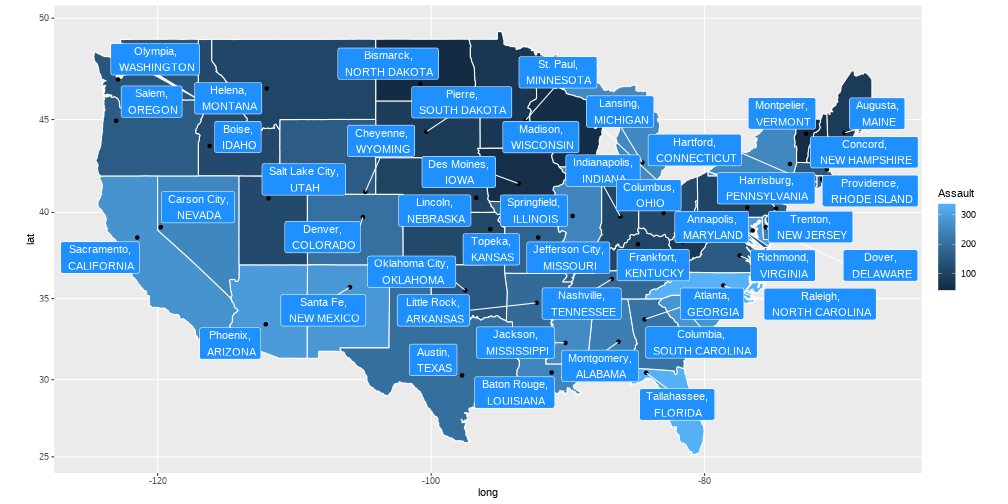 50
45
40
35
30
25
lat
Olympia,
WASHINGTON
Bismarck,
NORTH DAKOTA
St. Paul,
MINNESOTA
Salem,
OREGON
Helena,
MONTANA
Pierre,
SOUTH DAKOTA
Lansing,
MICHIGAN
Montpelier,
VERMONT
Augusta,
MAINE
Boise,
IDAHO
Cheyenne,
WYOMING
Madison,
WISCONSIN
Hartford,
CONNECTICUT
Concord,
NEW HAMPSHIRE
Salt Lake City,
UTAH
Des Moines,
IOWA
Indianapolis,
INDIANA
Harrisburg,
PENNSYLVANIA
Providence,
RHODE ISLAND
Carson City,
NEVADA
Lincoln,
NEBRASKA
Springfield,
ILLINOIS
Columbus,
OHIO
Annapolis,
MARYLAND
Trenton,
NEW JERSEY
Sacramento,
CALIFORNIA
Denver,
COLORADO
Topeka,
KANSAS
Jefferson City,
MISSOURI
Frankfort,
KENTUCKY
Richmond,
VIRGINIA
Dover,
DELAWARE
Oklahoma City,
OKLAHOMA
Santa Fe,
NEW MEXICO
Little Rock,
ARKANSAS
Nashville,
TENNESSEE
Atlanta,
GEORGIA
Raleigh,
NORTH CAROLINA
Phoenix,
ARIZONA
Jackson,
MISSISSIPPI
Columbia,
SOUTH CAROLINA
Austin,
TEXAS
Montgomery,
ALABAMA
Baton Rouge,
LOUISIANA
Tallahassee,
FLORIDA
-120
-100
-80
long
Assault
300
200
100